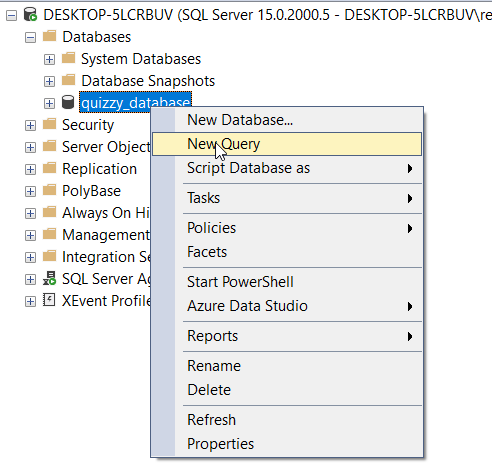 DESKTOP-5LCRBUV (SQL Server 15.0.2000.5 - DESKTOP-5LCRBUV\re
Databases
System Databases
Database Snapshots
quizzy_database
Security
Server Object
Replication
PolyBase
Always On Hi
Management
Integration Se
SQL Server Ag
XEvent Profile
New Database...
New Query
Script Database as
Tasks
Policies
Facets
Start PowerShell
Azure Data Studio
Reports
Rename
Delete
Refresh
Properties